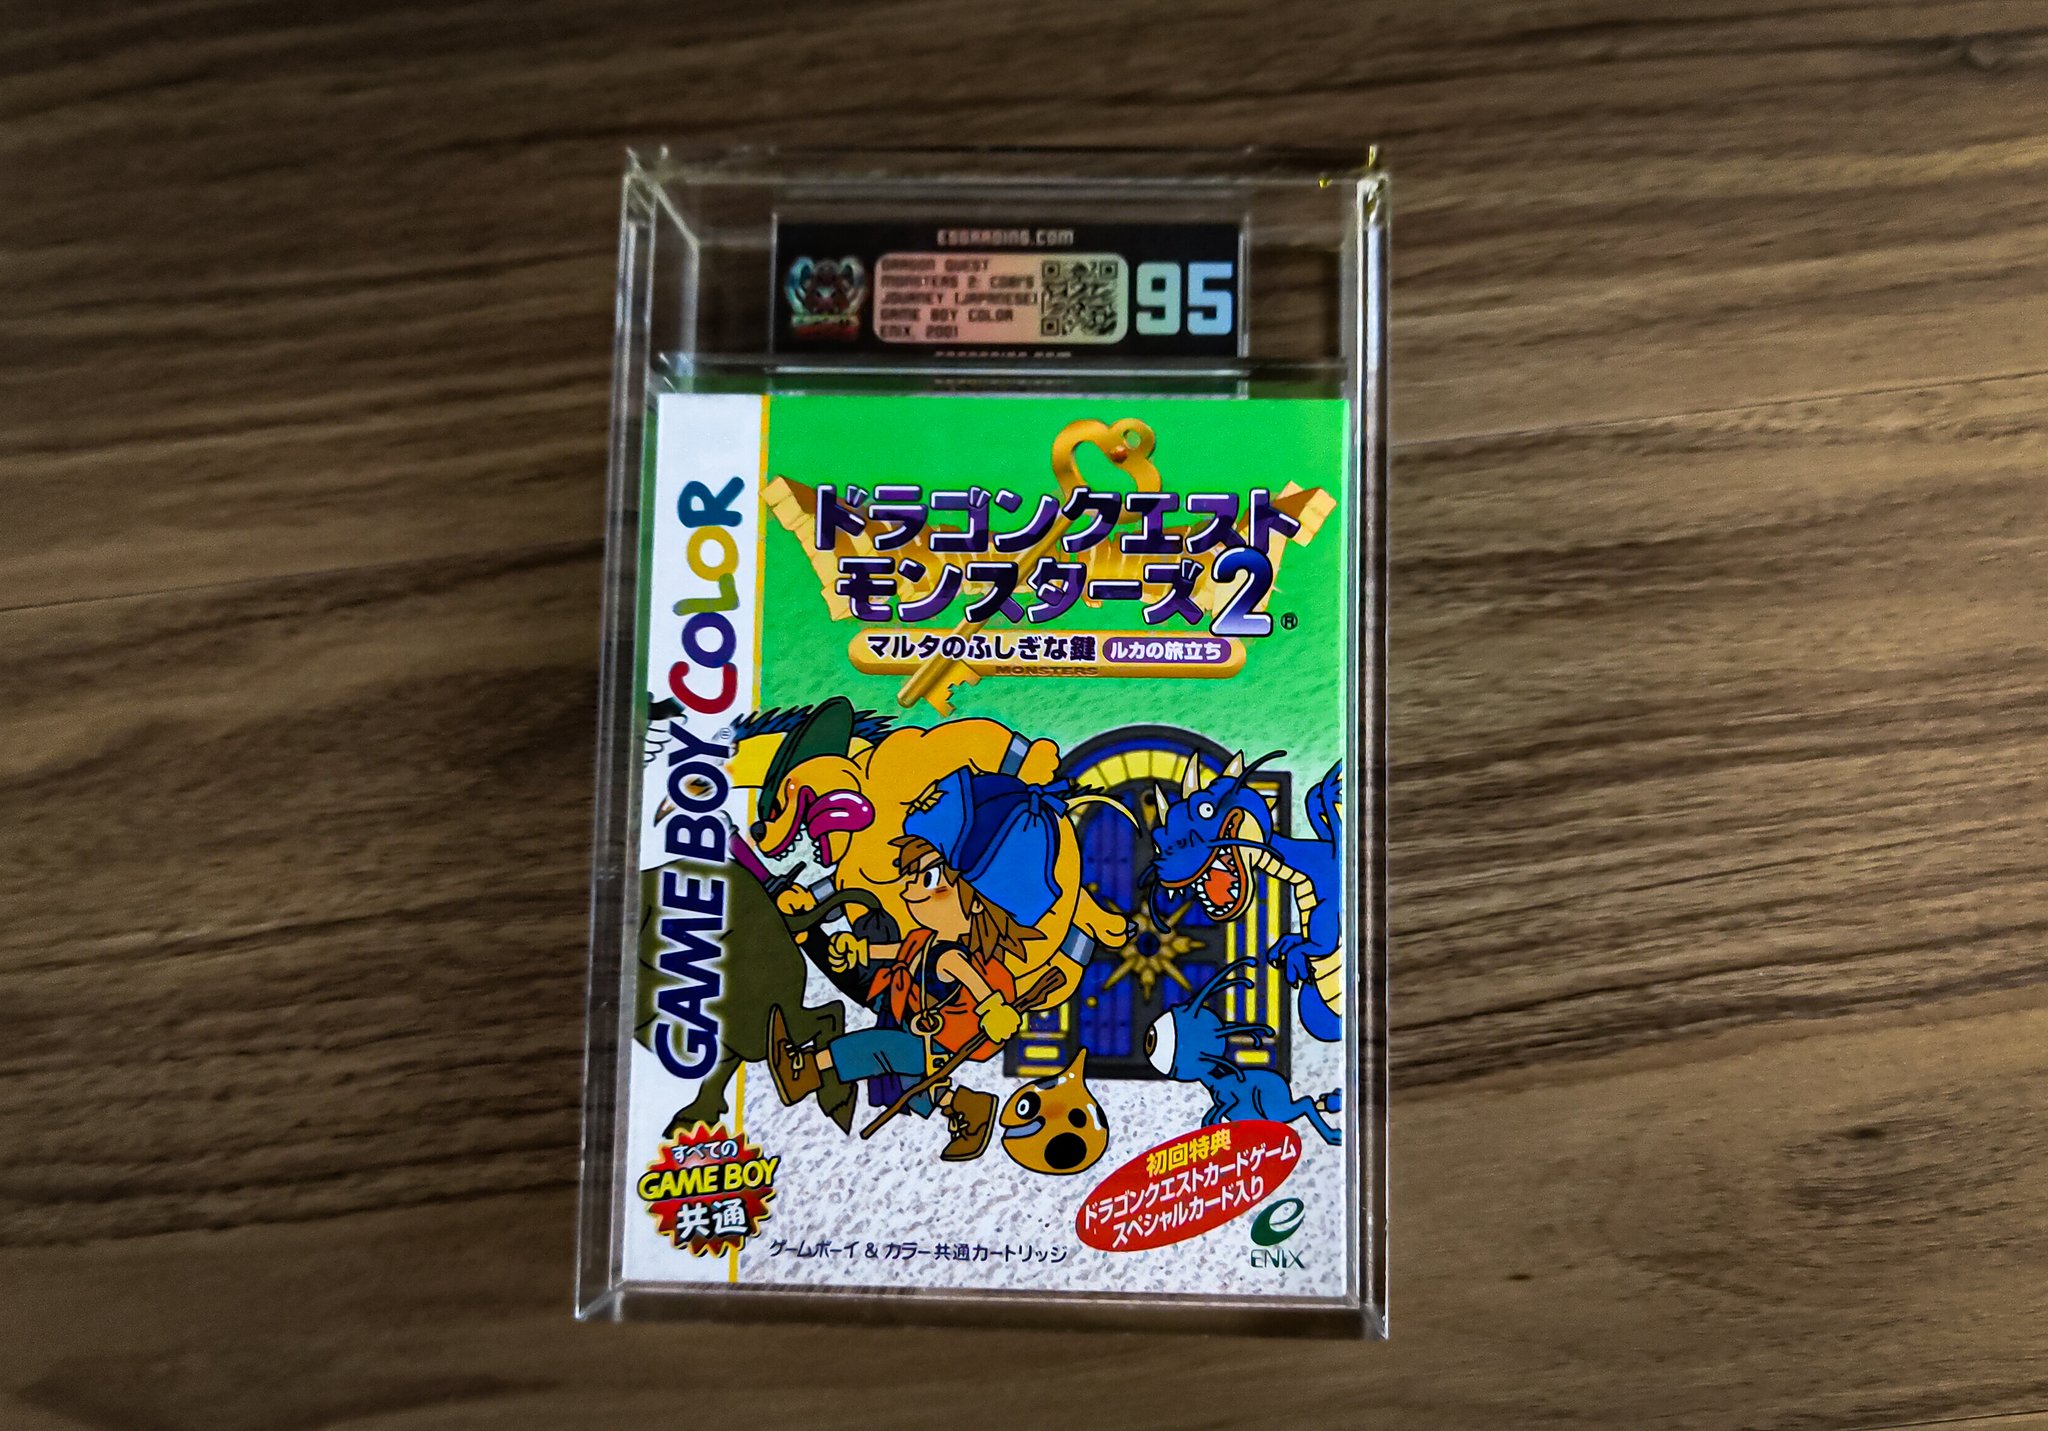 EGGRADING.COM
DRAGON QUEST
MONSTERS 2: COBI'S
JOURNEY [JAPANESE]
GAME BOY COLOR
ENIX, 2001
95
ドラゴンクエスト
モンスターズ2®
マルタのふしぎな鍵 ルカの旅立ち
MONSTERS
GAME BOY® COLOR
初回特典
ドラゴンクエストカードゲーム
スペシャルカード入り
すべての
GAME BOY
共通
ゲームボーイ & カラー共通カートリッジ
ENIX